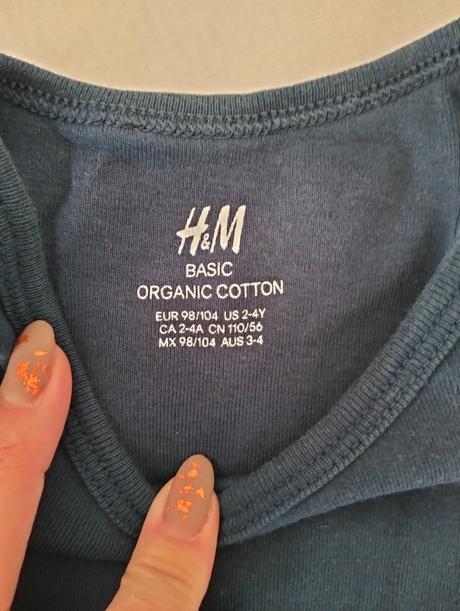 H&M
BASIC
ORGANIC COTTON
EUR 98/104 US 2-4Y
CA 2-4A CN 110/56
MX 98/104 AUS 3-4